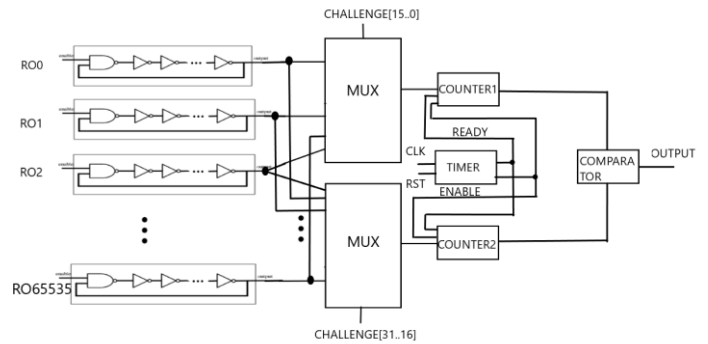 CHALLENGE[15..0]
RO0
RO1
RO2
RO65535
MUX
MUX
COUNTER1
READY
CLK
TIMER
RST
ENABLE
COUNTER2
COMPARA
TOR
OUTPUT
CHALLENGE[31..16]